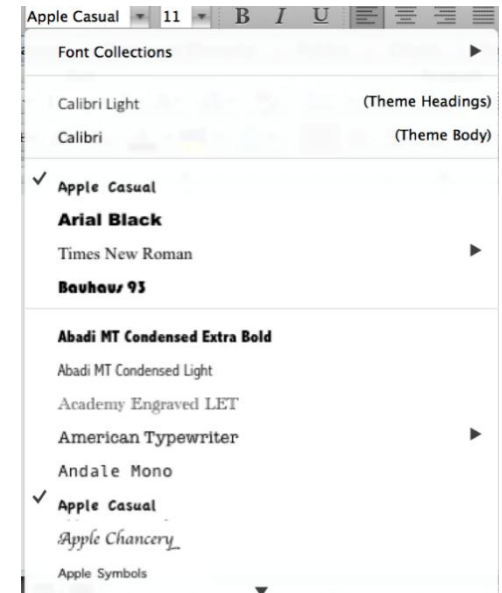 Apple Casual 11 B I U
Font Collections
Calibri Light (Theme Headings)
Calibri (Theme Body)
Apple Casual
Arial Black
Times New Roman
Bauhaus 93
Abadi MT Condensed Extra Bold
Abadi MT Condensed Light
Academy Engraved LET
American Typewriter
Andale Mono
Apple Casual
Apple Chancery
Apple Symbols